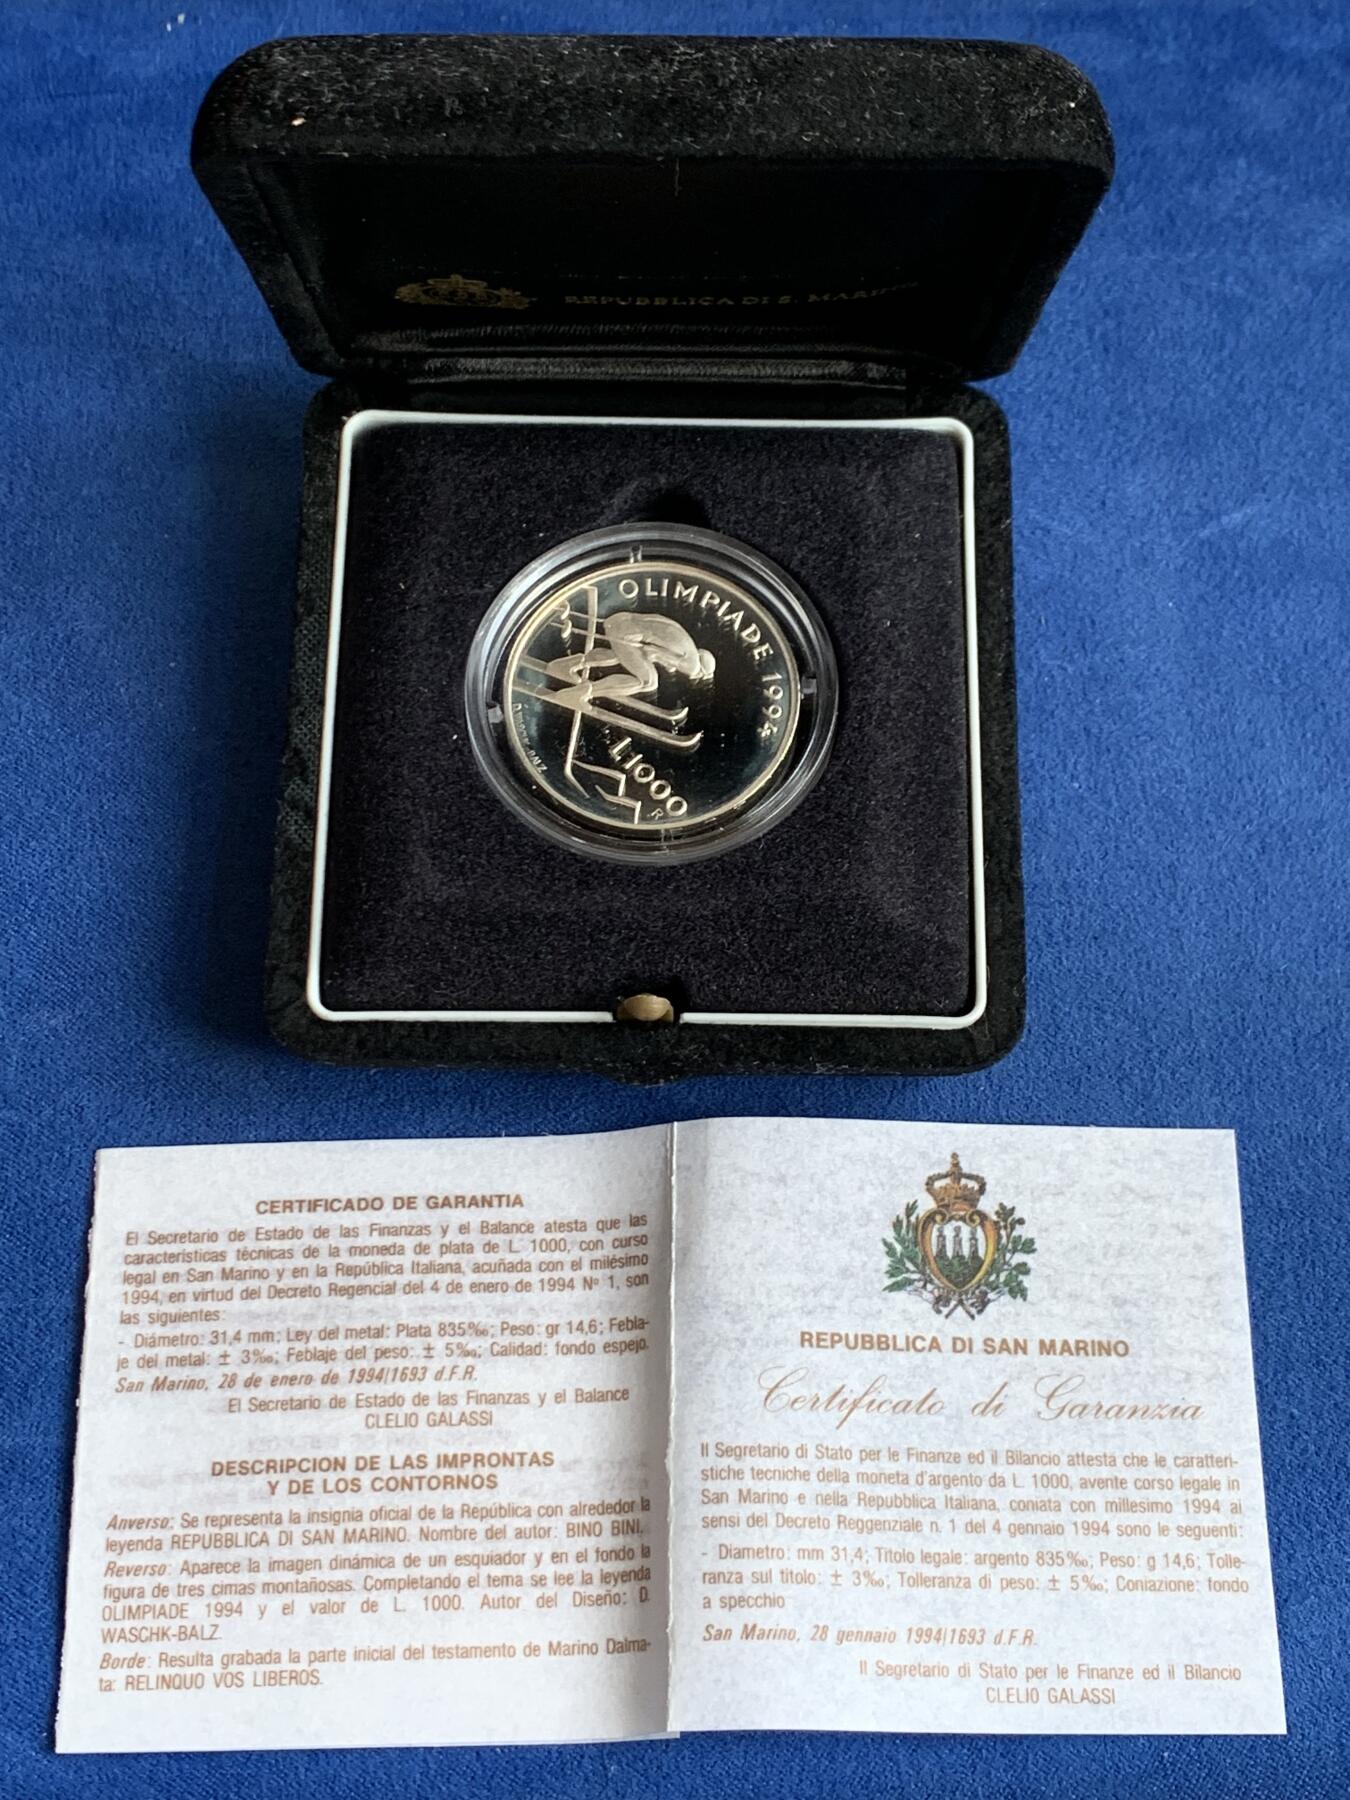 REPUBBLICA DI S. MARINO
OLIMPIADE 1994
L.1000
R
CERTIFICADO DE GARANTIA
El Secretario de Estado de las Finanzas y el Balance atesta que las
características técnicas de la moneda de plata de L. 1000, con curso
legal en San Marino y en la República Italiana, acuñada con el milésimo
1994, en virtud del Decreto Regencial del 4 de enero de 1994 Nº 1, son
las siguientes:
- Diámetro: 31,4 mm; Ley del metal: Plata 835‰; Peso: gr 14,6; Febla-
je del metal: ± 3‰; Feblaje del peso: ± 5‰; Calidad: fondo espejo.
San Marino, 28 de enero de 1994/1693 d.F.R.
El Secretario de Estado de las Finanzas y el Balance
CLELIO GALASSI
DESCRIPCION DE LAS IMPRONTAS
Y DE LOS CONTORNOS
Anverso: Se representa la insignia oficial de la República con alrededor la
leyenda REPUBBLICA DI SAN MARINO. Nombre del autor: BINO BINI.
Reverso: Aparece la imagen dinámica de un esquiador y en el fondo la
figura de tres cimas montañosas. Completando el tema se lee la leyenda
OLIMPIADE 1994 y el valor de L. 1000. Autor del Diseño: D.
WASCHK-BALZ.
Borde: Resulta grabada la parte inicial del testamento de Marino Dalma-
ta: RELINQUO VOS LIBEROS.
REPUBBLICA DI SAN MARINO
Certificato di Garanzia
Il Segretario di Stato per le Finanze ed il Bilancio attesta che le caratteri-
stiche tecniche della moneta d'argento da L. 1000, avente corso legale in
San Marino e nella Repubblica Italiana, coniata con millesimo 1994 ai
sensi del Decreto Reggenziale n. 1 del 4 gennaio 1994 sono le seguenti:
- Diametro: mm 31,4; Titolo legale: argento 835‰; Peso: g 14,6; Tolle-
ranza sul titolo: ± 3‰; Tolleranza di peso: ± 5‰; Coniazione: fondo
a specchio
San Marino, 28 gennaio 1994/1693 d.F.R.
Il Segretario di Stato per le Finanze ed il Bilancio
CLELIO GALASSI